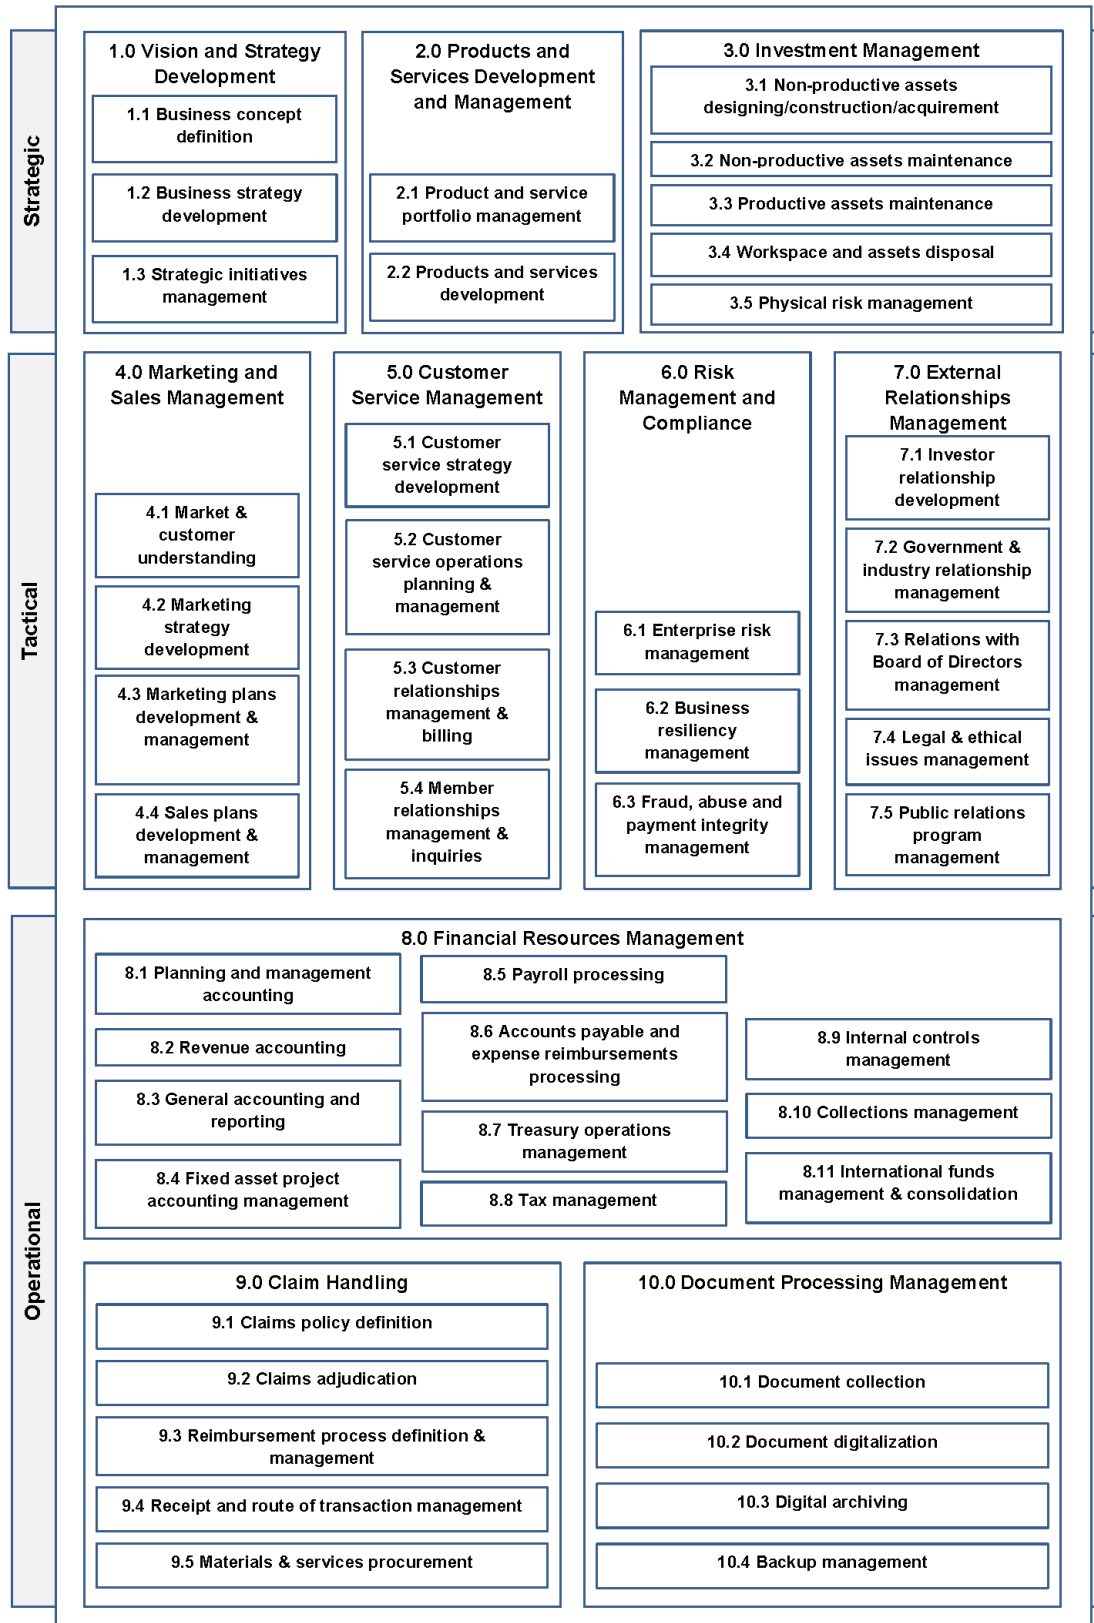 Strategic
1.0 Vision and Strategy
Development
1.1 Business concept
definition
1.2 Business strategy
development
1.3 Strategic initiatives
management
2.0 Products and
Services Development
and Management
2.1 Product and service
portfolio management
2.2 Products and services
development
3.0 Investment Management
3.1 Non-productive assets
designing/construction/acquirement
3.2 Non-productive assets maintenance
3.3 Productive assets maintenance
3.4 Workspace and assets disposal
3.5 Physical risk management
Tactical
4.0 Marketing and
Sales Management
4.1 Market &
customer
understanding
4.2 Marketing
strategy
development
4.3 Marketing plans
development &
management
4.4 Sales plans
development &
management
5.0 Customer
Service Management
5.1 Customer
service strategy
development
5.2 Customer
service operations
planning &
management
5.3 Customer
relationships
management &
billing
5.4 Member
relationships
management &
inquiries
6.0 Risk
Management and
Compliance
6.1 Enterprise risk
management
6.2 Business
resiliency
management
6.3 Fraud, abuse and
payment integrity
management
7.0 External
Relationships
Management
7.1 Investor
relationship
development
7.2 Government &
industry relationship
management
7.3 Relations with
Board of Directors
management
7.4 Legal & ethical
issues management
7.5 Public relations
program
management
Operational
8.0 Financial Resources Management
8.1 Planning and management
accounting
8.2 Revenue accounting
8.3 General accounting and
reporting
8.4 Fixed asset project
accounting management
8.5 Payroll processing
8.6 Accounts payable and
expense reimbursements
processing
8.7 Treasury operations
management
8.8 Tax management
8.9 Internal controls
management
8.10 Collections management
8.11 International funds
management & consolidation
9.0 Claim Handling
9.1 Claims policy definition
9.2 Claims adjudication
9.3 Reimbursement process definition &
management
9.4 Receipt and route of transaction management
9.5 Materials & services procurement
10.0 Document Processing Management
10.1 Document collection
10.2 Document digitalization
10.3 Digital archiving
10.4 Backup management